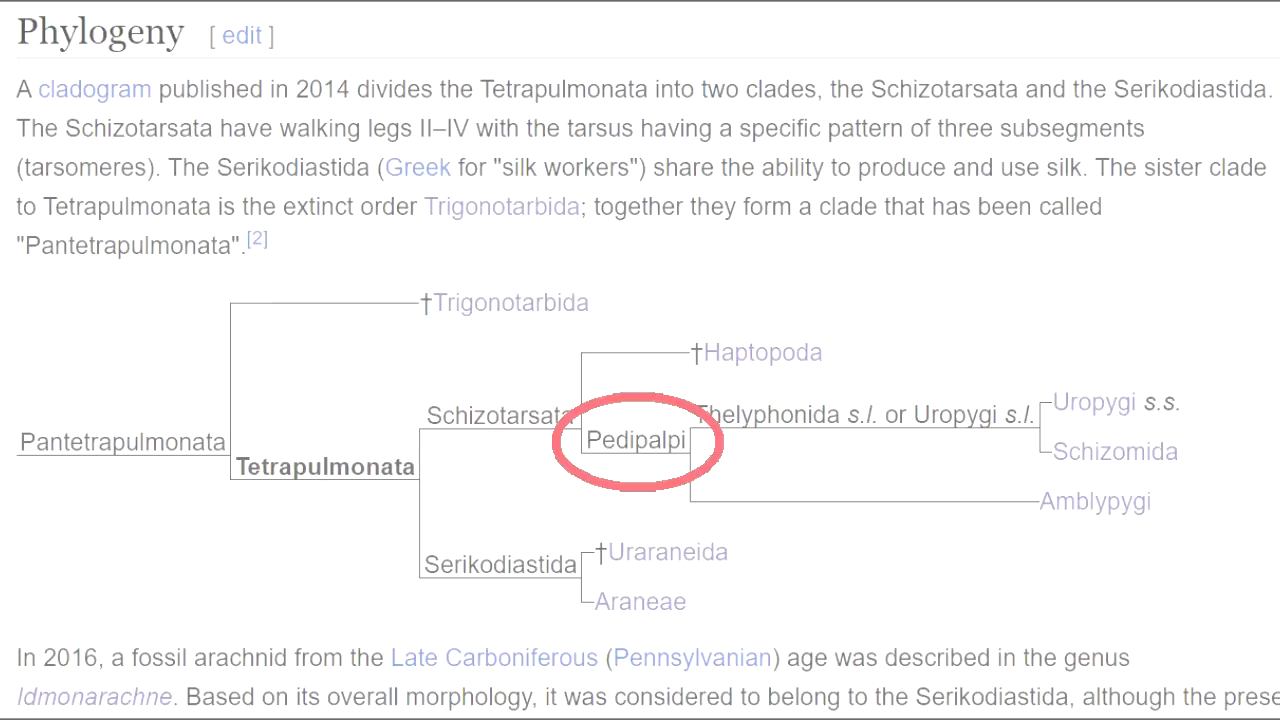 Phylogeny [ edit ]
A cladogram published in 2014 divides the Tetrapulmonata into two clades, the Schizotarsata and the Serikodiastida.
The Schizotarsata have walking legs II–IV with the tarsus having a specific pattern of three subsegments
(tarsomeres). The Serikodiastida (Greek for "silk workers") share the ability to produce and use silk. The sister clade
to Tetrapulmonata is the extinct order Trigonotarbida; together they form a clade that has been called
"Pantetrapulmonata".[2]
†Trigonotarbida
†Haptopoda
Uropygi s.s.
Schizotarsata
Thelyphonida s.l. or Uropygi s.l.
Pedipalpi
Pantetrapulmonata
Schizomida
Tetrapulmonata
Amblypygi
†Uraraneida
Serikodiastida
Araneae
In 2016, a fossil arachnid from the Late Carboniferous (Pennsylvanian) age was described in the genus
Idmonarachne. Based on its overall morphology, it was considered to belong to the Serikodiastida, although the prese